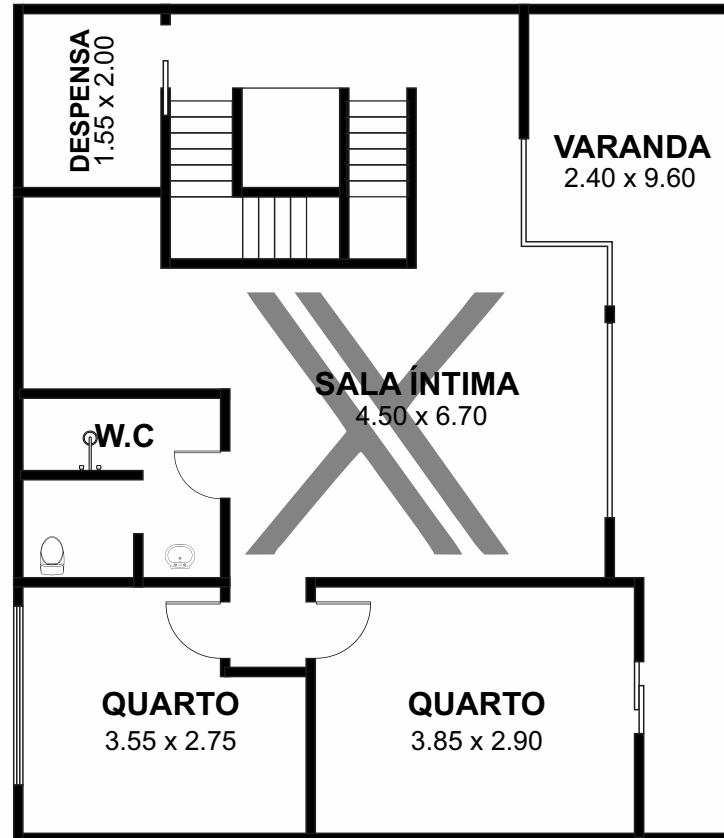 DESPENSA
1.55 x 2.00
VARANDA
2.40 x 9.60
SALA ÍNTIMA
4.50 x 6.70
W.C
QUARTO
3.55 x 2.75
QUARTO
3.85 x 2.90